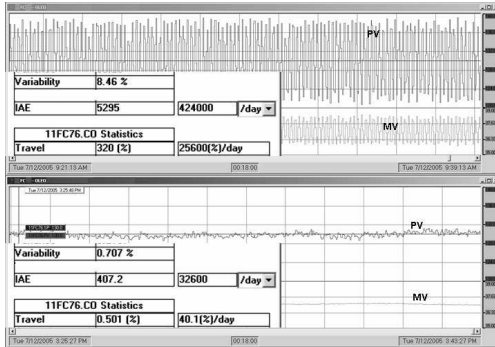 FC
PV
Variability 8.46 %
IAE 5295 424000 /day
MV
11FC76.CO Statistics
Travel 320 (%) 25600(%)/day
Tue 7/12/2005 9:21:13 AM 00:18:00 Tue 7/12/2005 9:39:13 AM
FC
Tue 7/12/2005 3:25:48 PM
PV
Variability 0.707 %
IAE 407.2 32600 /day
MV
11FC76.CO Statistics
Travel 0.501 (%) 40.1(%)/day
Tue 7/12/2005 3:25:27 PM 00:18:00 Tue 7/12/2005 3:43:27 PM